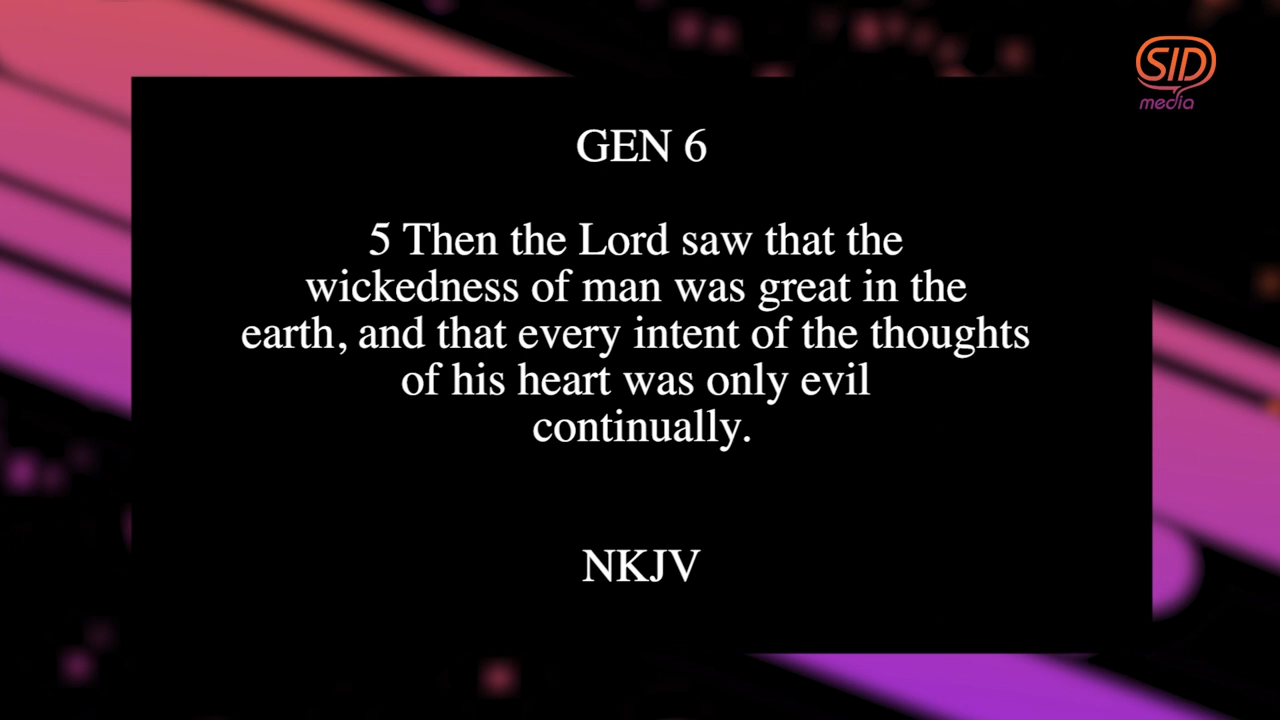 SID
media
GEN 6
5 Then the Lord saw that the
wickedness of man was great in the
earth, and that every intent of the thoughts
of his heart was only evil
continually.
NKJV